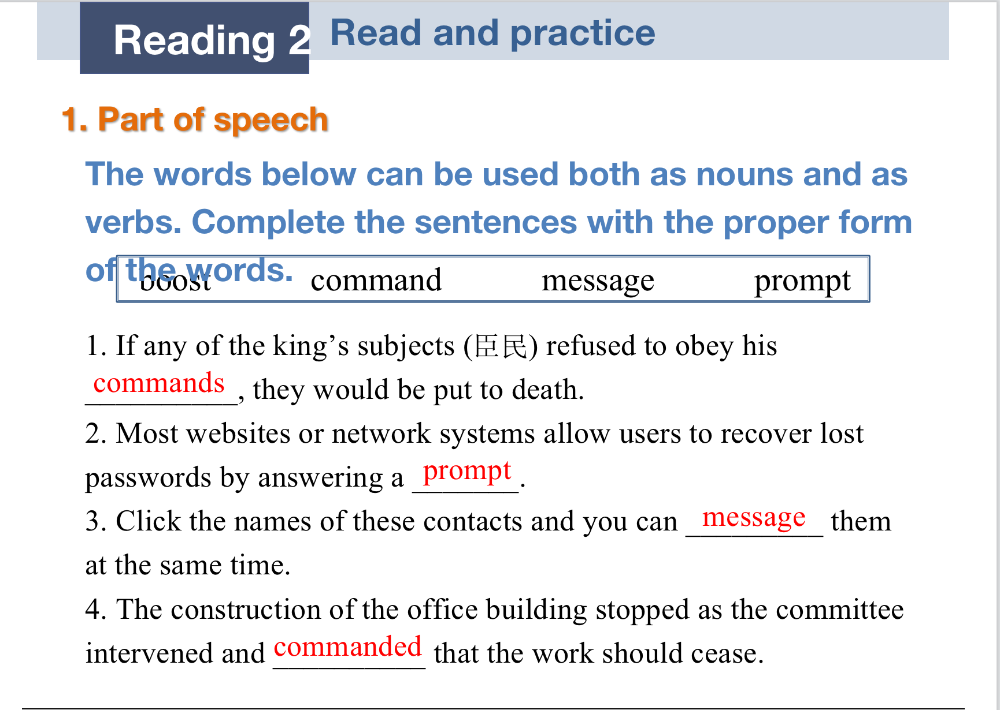 Reading 2 Read and practice
1. Part of speech
The words below can be used both as nouns and as
verbs. Complete the sentences with the proper form
of the words.
boost command message prompt
1. If any of the king’s subjects (臣民) refused to obey his
commands, they would be put to death.
2. Most websites or network systems allow users to recover lost
passwords by answering a prompt.
3. Click the names of these contacts and you can message them
at the same time.
4. The construction of the office building stopped as the committee
intervened and commanded that the work should cease.